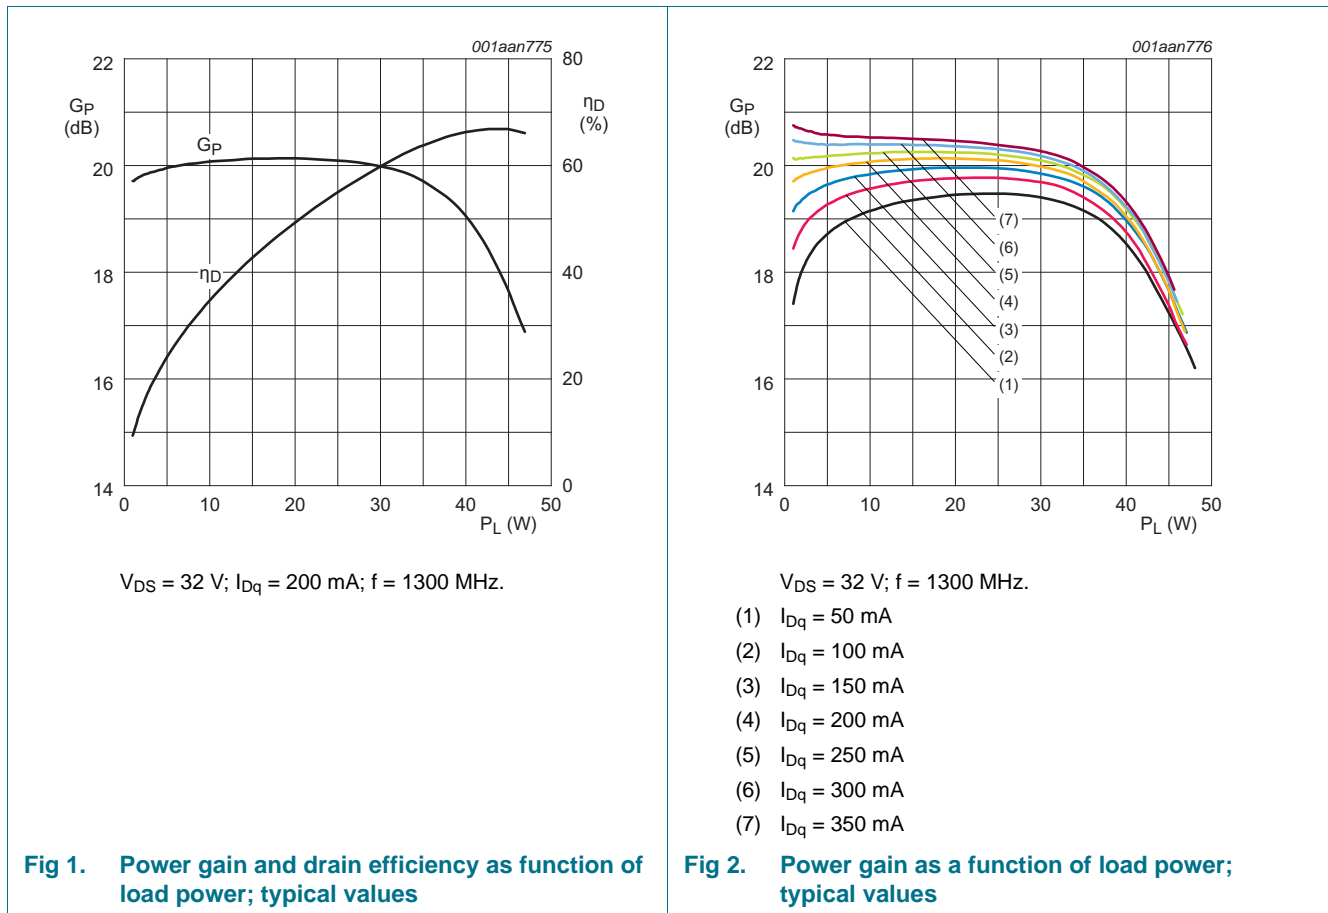 001aan775
22
20
18
16
14
GP
(dB)
80
60
40
20
0
ηD
(%)
GP
ηD
0
10
20
30
40
50
PL (W)
VDS = 32 V; IDq = 200 mA; f = 1300 MHz.
Fig 1. Power gain and drain efficiency as function of
load power; typical values
001aan776
22
20
18
16
14
GP
(dB)
(7)
(6)
(5)
(4)
(3)
(2)
(1)
0
10
20
30
40
50
PL (W)
VDS = 32 V; f = 1300 MHz.
(1) IDq = 50 mA
(2) IDq = 100 mA
(3) IDq = 150 mA
(4) IDq = 200 mA
(5) IDq = 250 mA
(6) IDq = 300 mA
(7) IDq = 350 mA
Fig 2. Power gain as a function of load power;
typical values